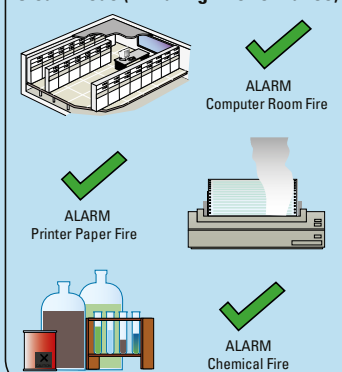 ALARM
Computer Room Fire
ALARM
Printer Paper Fire
ALARM
Chemical Fire